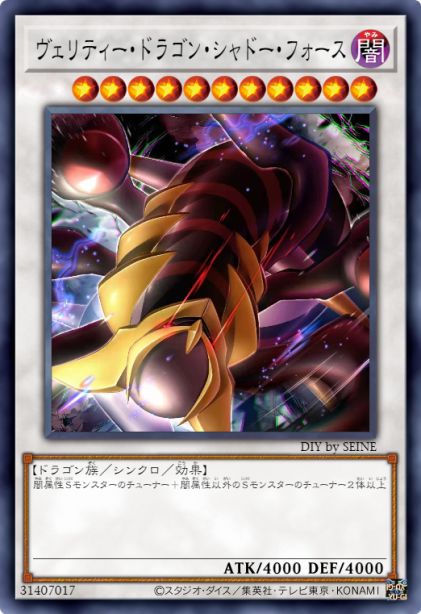 ヴェリティー・ドラゴン・シャドー・フォース
闇
DIY by SEINE
【ドラゴン族／シンクロ／効果】
闇属性Ｓモンスターのチューナー＋闇属性以外のＳモンスターのチューナー２体以上
ATK/4000 DEF/4000
31407017 ©スタジオ・ダイス／集英社・テレビ東京・KONAMI